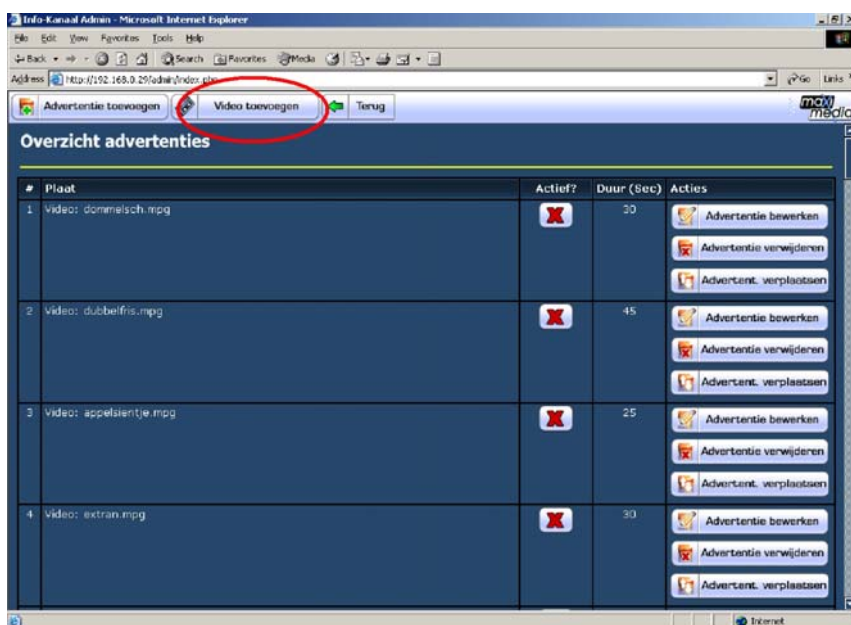 Info-Kanaal Admin - Microsoft Internet Explorer
File Edit View Favorites Tools Help
Back Search Favorites Media
Address http://192.168.0.29/admin/index.php Go Links
Advertentie toevoegen Video toevoegen Terug maxi media
Overzicht advertenties
# Plaat Actief? Duur (Sec) Acties
1 Video: dommelsch.mpg 30 Advertentie bewerken
Advertentie verwijderen
Advertent. verplaatsen
2 Video: dubbelfris.mpg 45 Advertentie bewerken
Advertentie verwijderen
Advertent. verplaatsen
3 Video: appelsientje.mpg 25 Advertentie bewerken
Advertentie verwijderen
Advertent. verplaatsen
4 Video: extran.mpg 30 Advertentie bewerken
Advertentie verwijderen
Advertent. verplaatsen
Internet